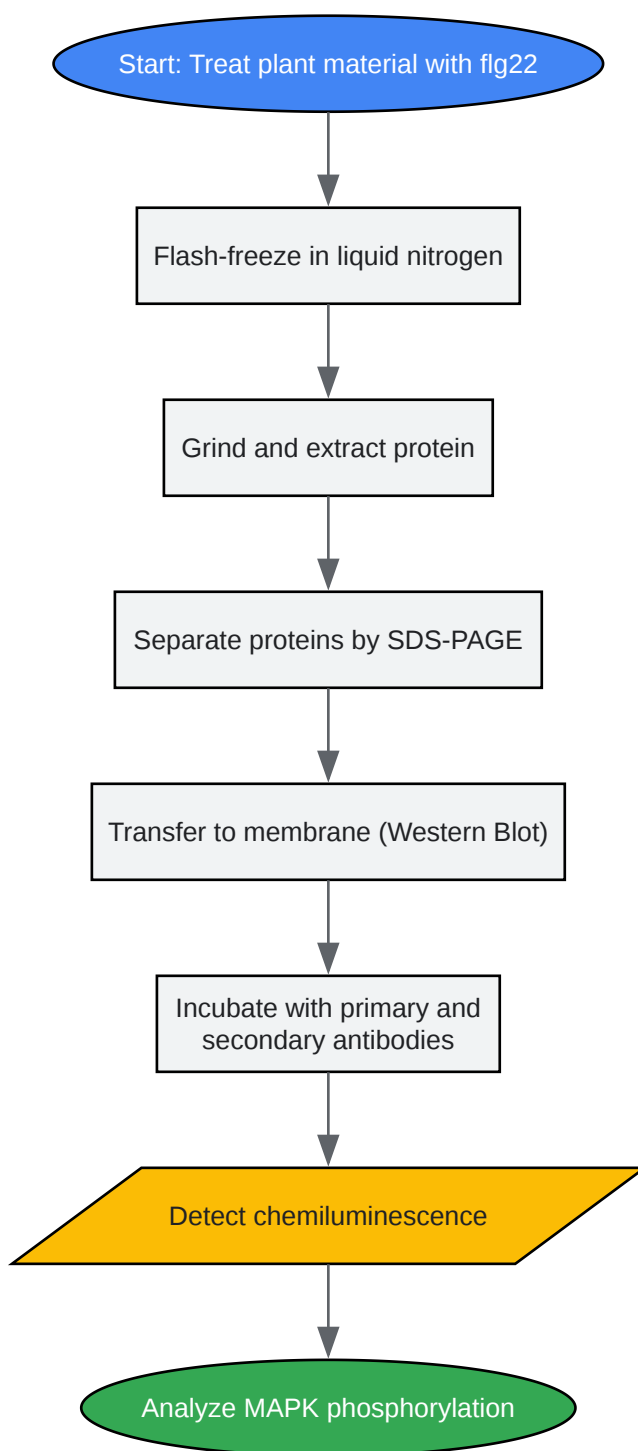 Start: Treat plant material with flg22
Flash-freeze in liquid nitrogen
Grind and extract protein
Separate proteins by SDS-PAGE
Transfer to membrane (Western Blot)
Incubate with primary and
secondary antibodies
Detect chemiluminescence
Analyze MAPK phosphorylation